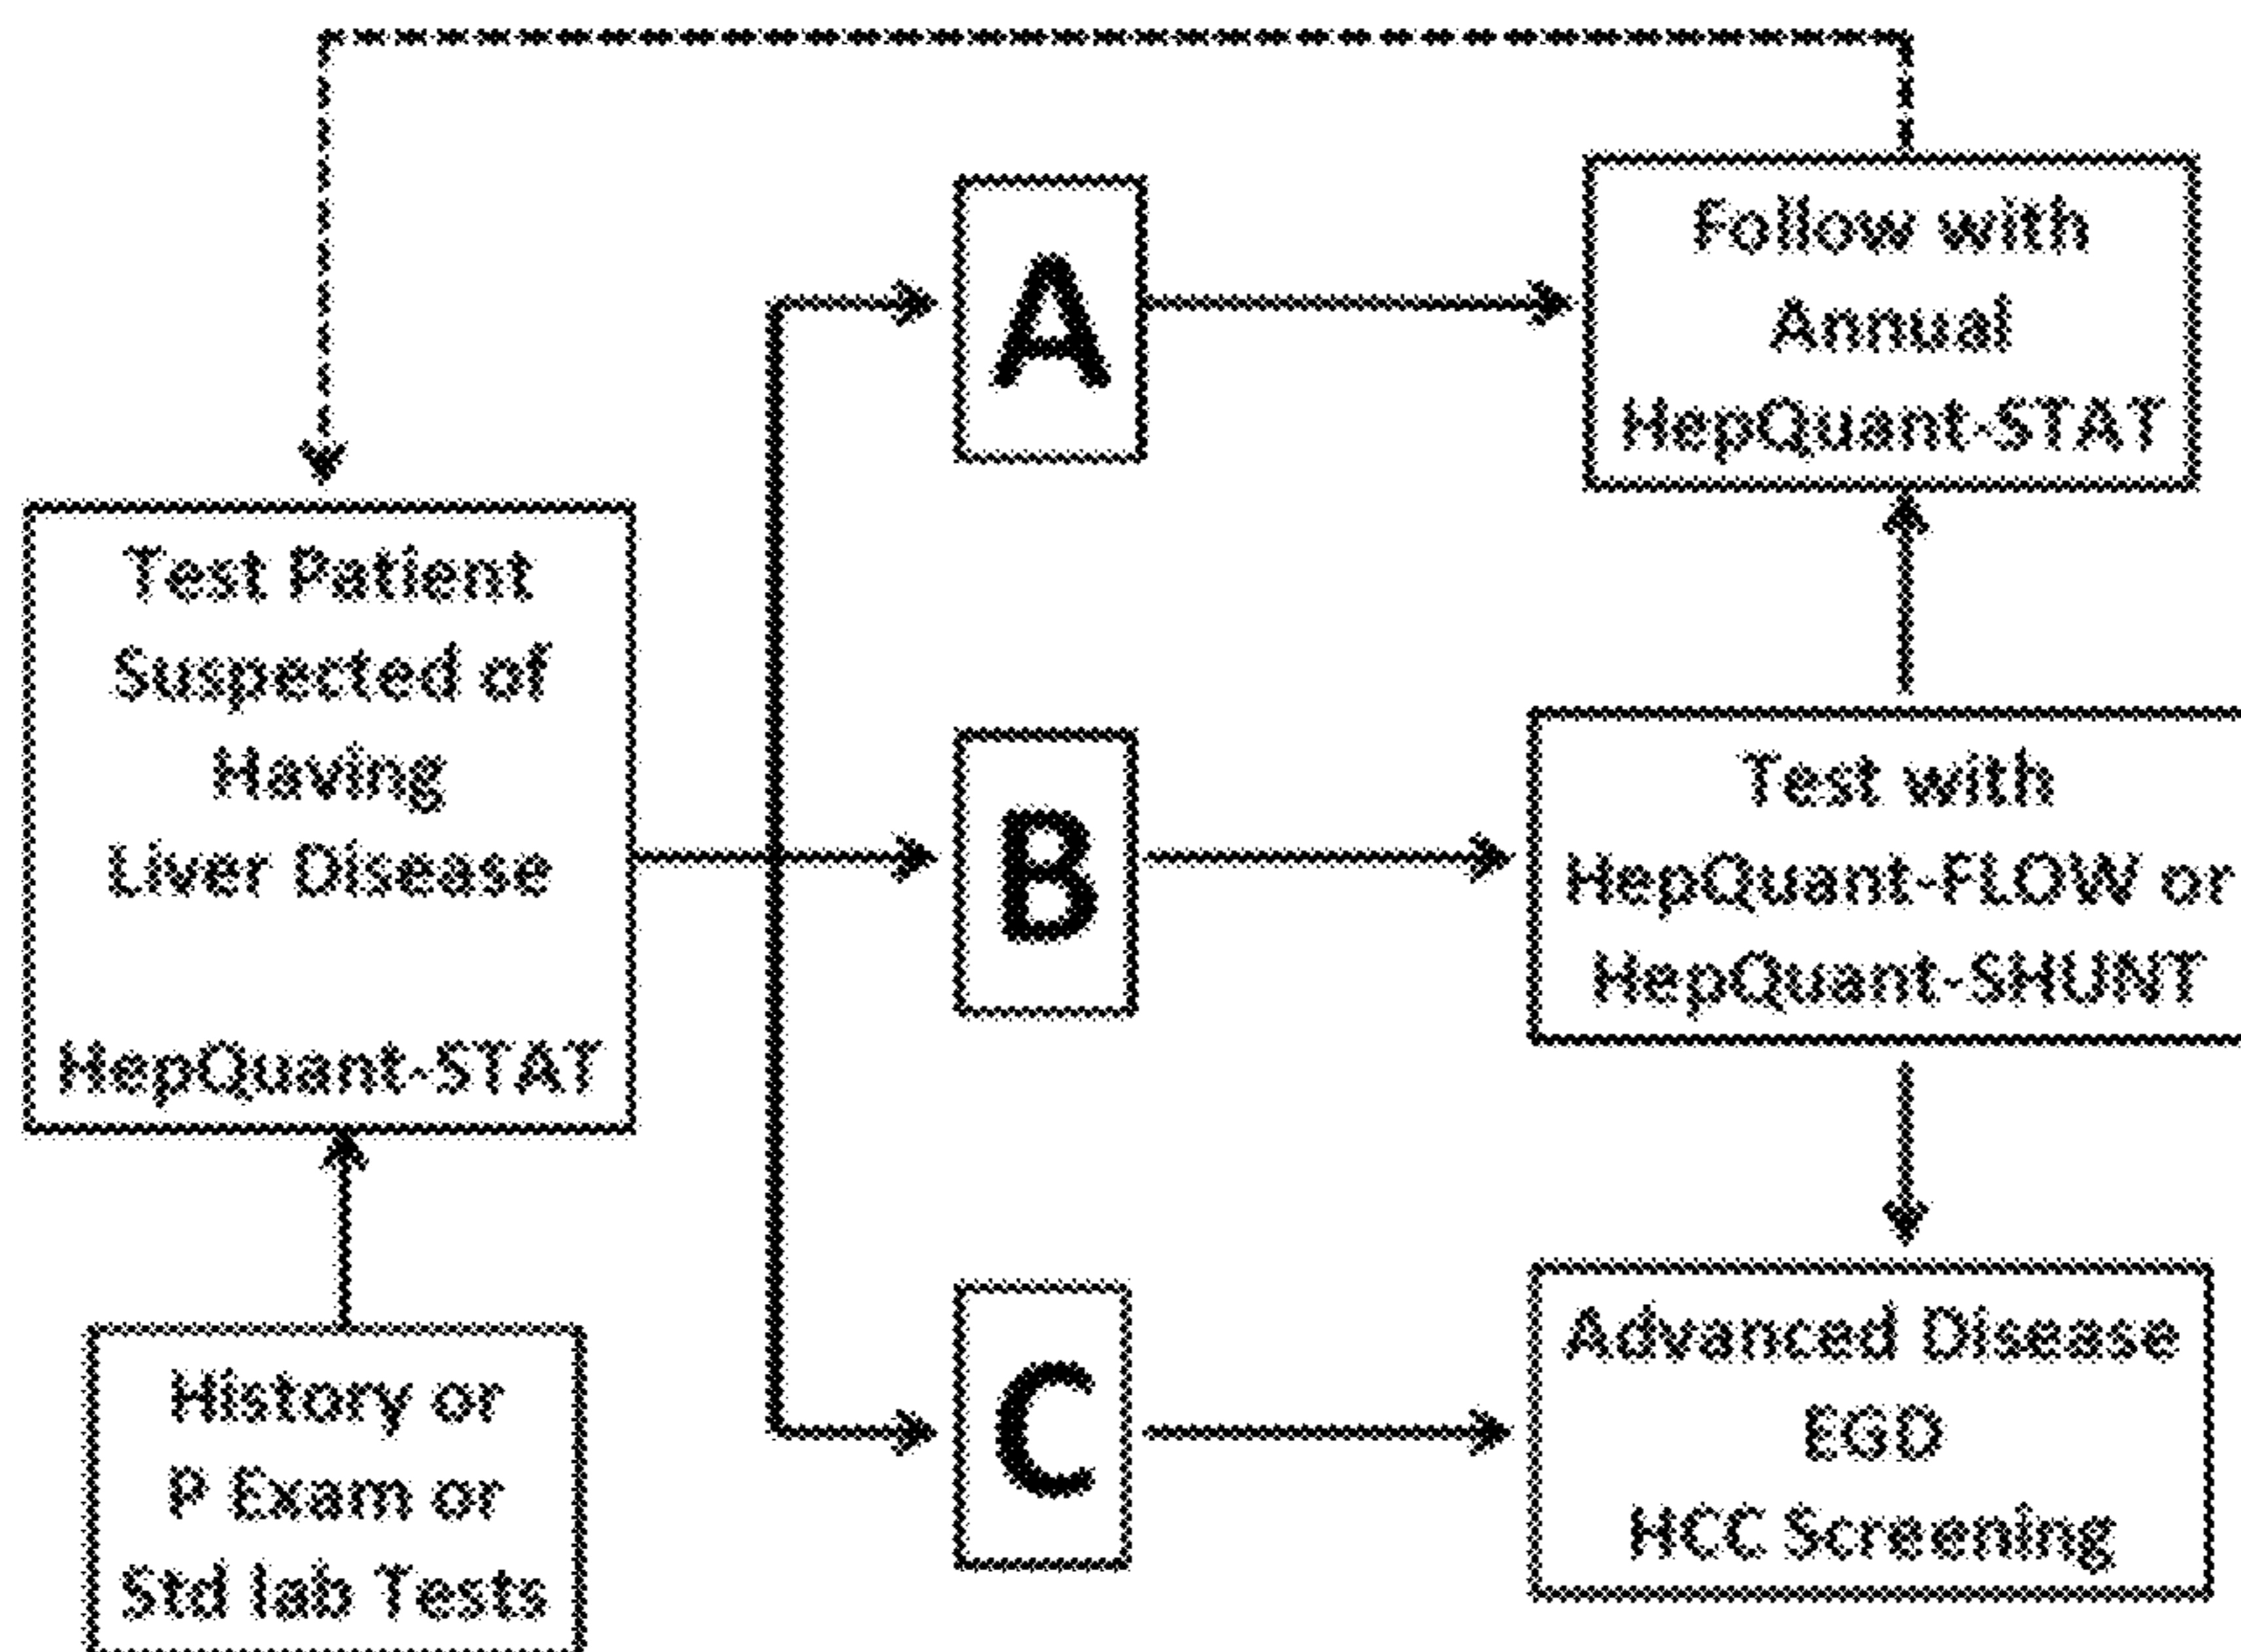 Test Patient
Suspected of
Having
Liver Disease
HepQuant-STAT
History or
P Exam or
Std lab Tests
A
B
C
Follow with
Annual
HepQuant-STAT
Test with
HepQuant-FLOW or
HepQuant-SHUNT
Advanced Disease
EGD
HCC Screening